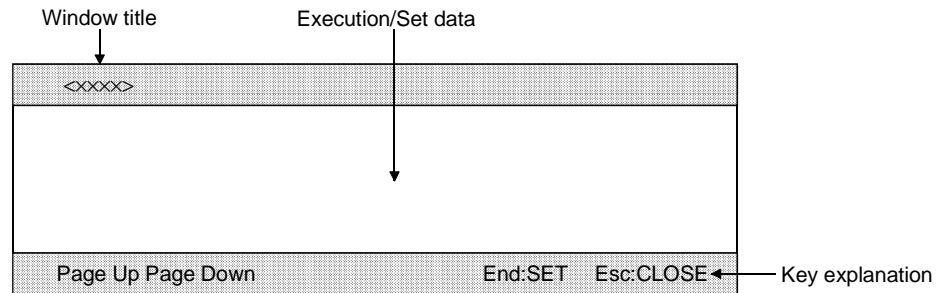 Window title Execution/Set data
<xxxx>
Page Up Page Down End:SET Esc:CLOSE Key explanation